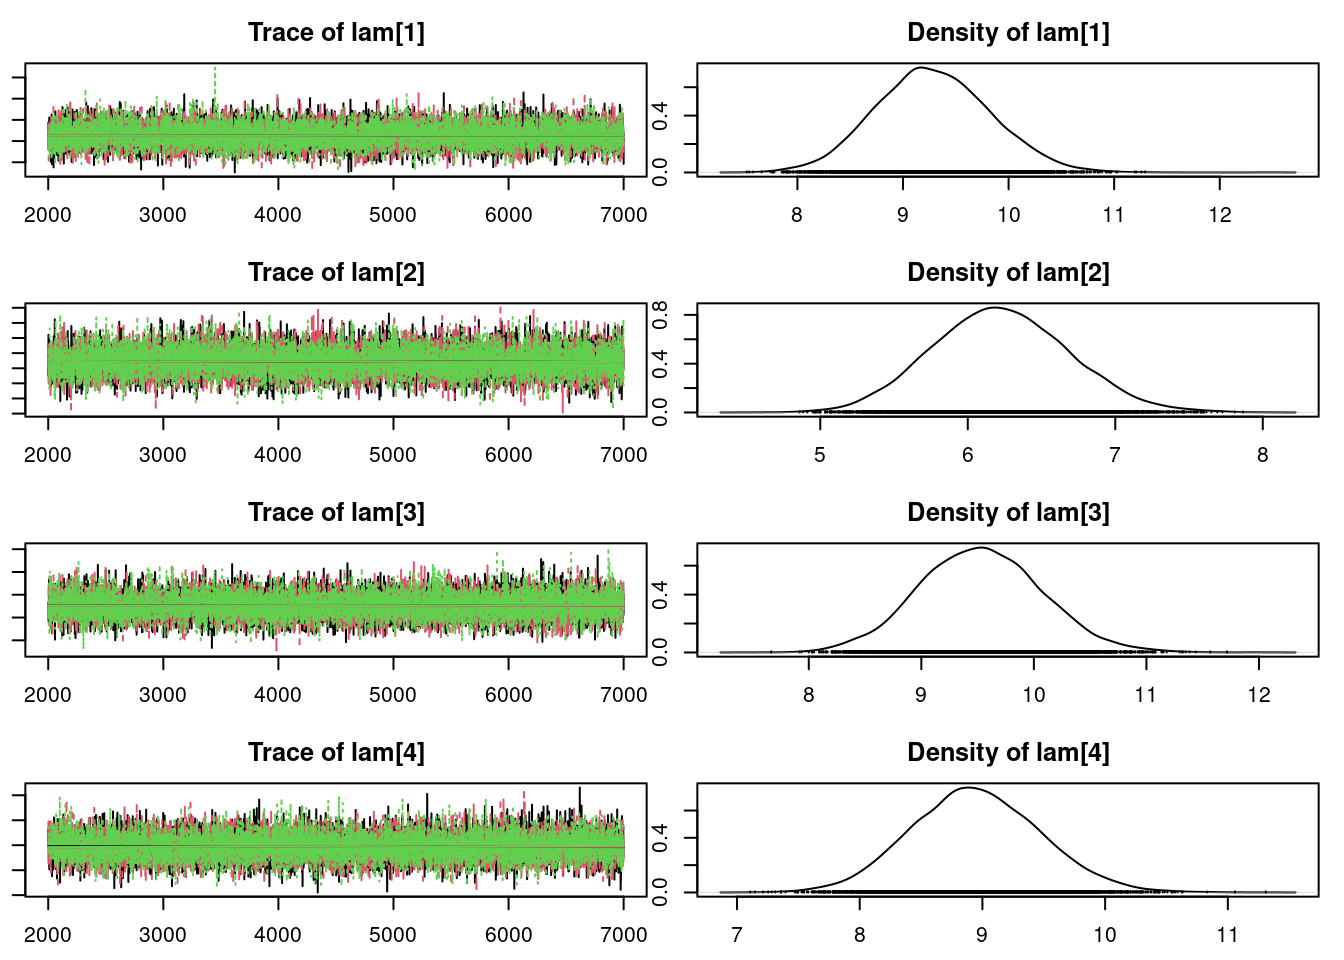 Trace of lam[1] Density of lam[1]
0.0 0.4
2000 3000 4000 5000 6000 7000 8 9 10 11 12
Trace of lam[2] Density of lam[2]
0.0 0.4 0.8
2000 3000 4000 5000 6000 7000 5 6 7 8
Trace of lam[3] Density of lam[3]
0.0 0.4
2000 3000 4000 5000 6000 7000 8 9 10 11 12
Trace of lam[4] Density of lam[4]
0.0 0.4
2000 3000 4000 5000 6000 7000 7 8 9 10 11